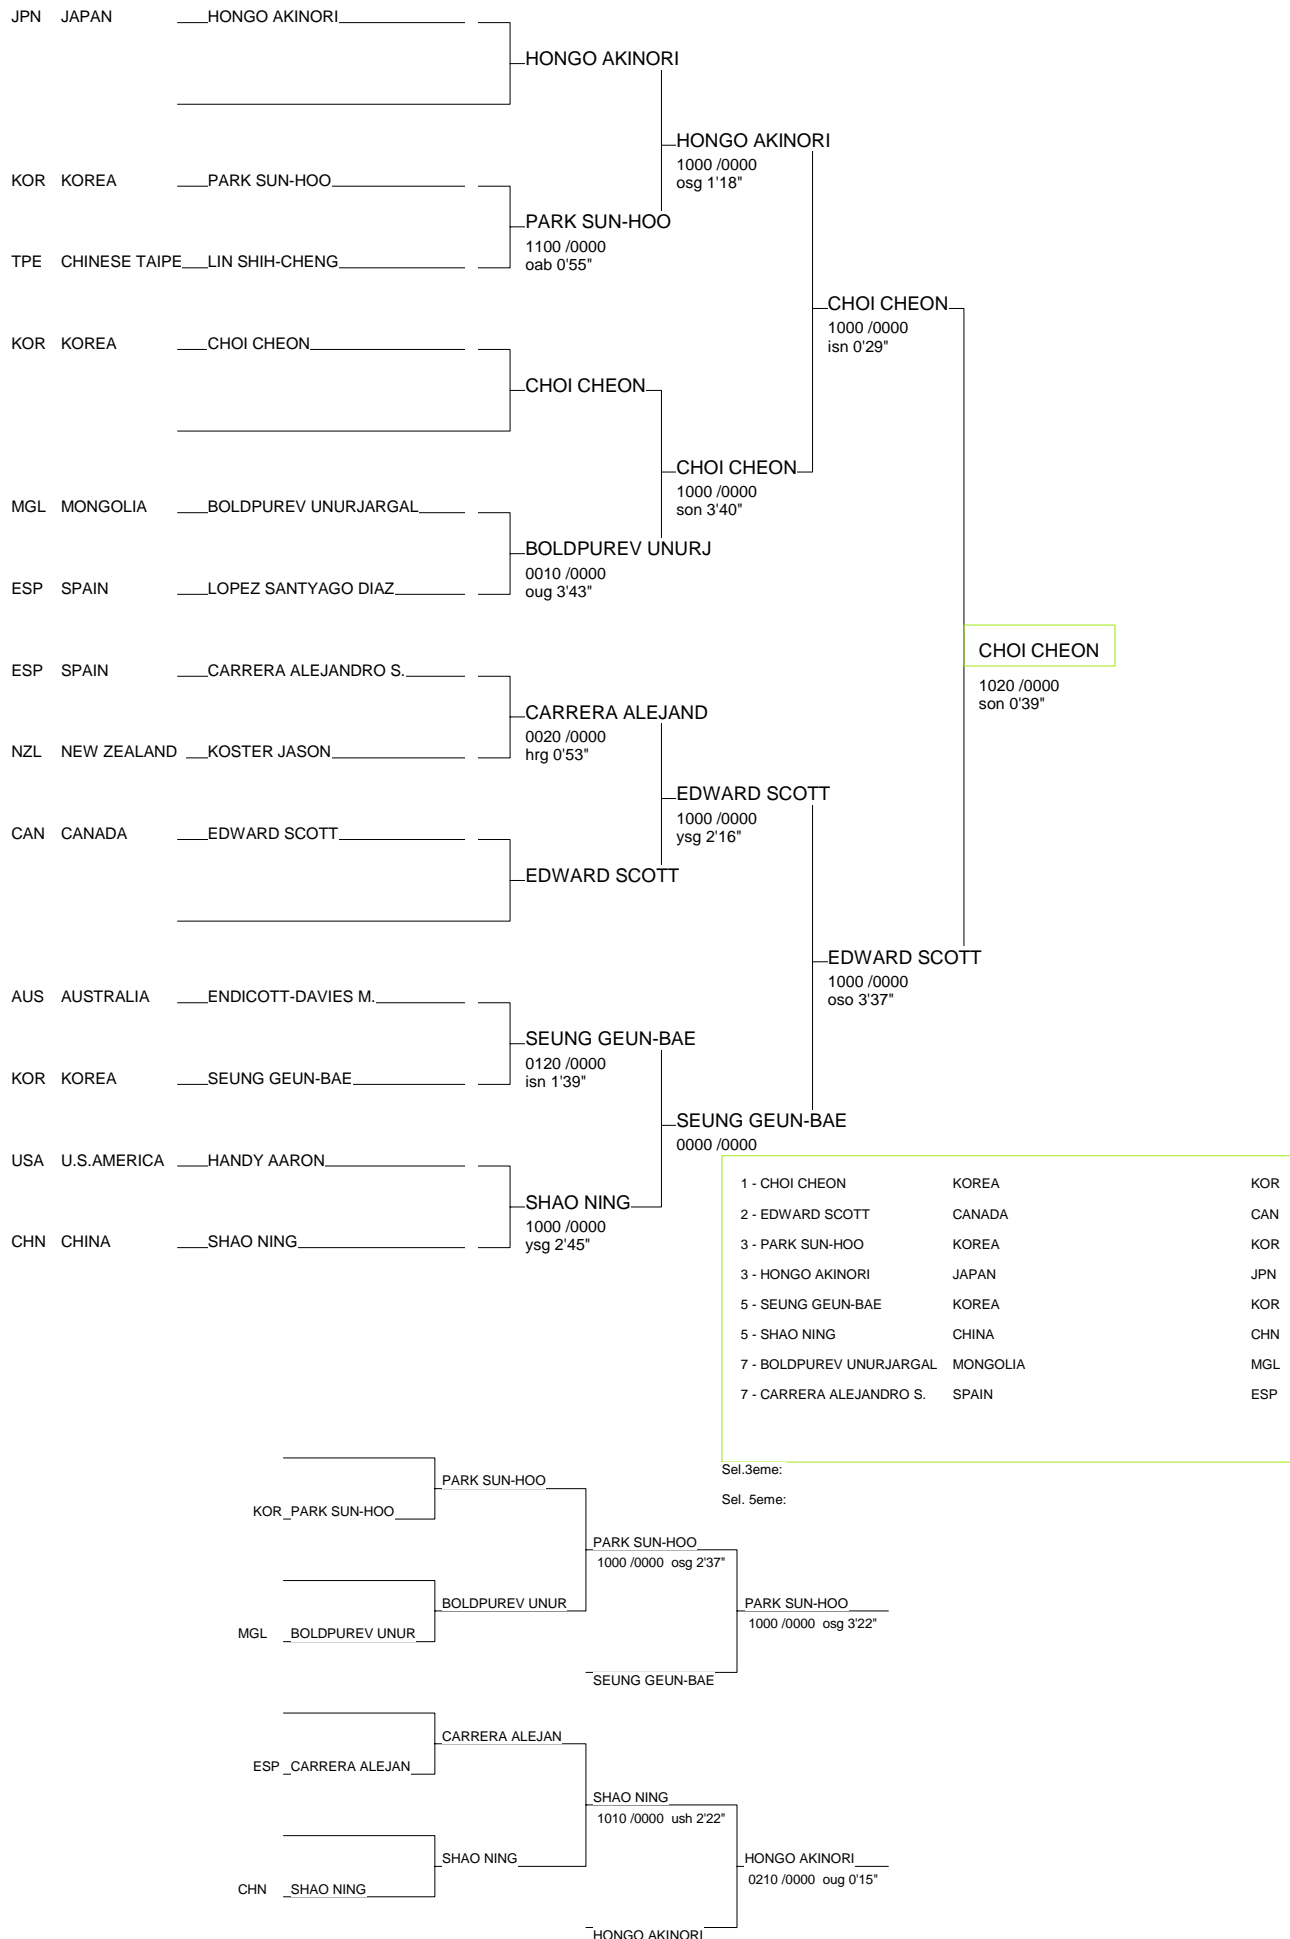 JPN JAPAN HONGO AKINORI
HONGO AKINORI
HONGO AKINORI
1000 /0000
osg 1'18"
KOR KOREA PARK SUN-HOO
PARK SUN-HOO
1100 /0000
oab 0'55"
TPE CHINESE TAIPE LIN SHIH-CHENG
CHOI CHEON
1000 /0000
isn 0'29"
KOR KOREA CHOI CHEON
CHOI CHEON
CHOI CHEON
1000 /0000
son 3'40"
MGL MONGOLIA BOLDPUREV UNURJARGAL
BOLDPUREV UNURJ
0010 /0000
oug 3'43"
ESP SPAIN LOPEZ SANTYAGO DIAZ
CHOI CHEON
1020 /0000
son 0'39"
ESP SPAIN CARRERA ALEJANDRO S.
CARRERA ALEJAND
0020 /0000
hrg 0'53"
NZL NEW ZEALAND KOSTER JASON
EDWARD SCOTT
1000 /0000
ysg 2'16"
CAN CANADA EDWARD SCOTT
EDWARD SCOTT
EDWARD SCOTT
1000 /0000
oso 3'37"
AUS AUSTRALIA ENDICOTT-DAVIES M.
SEUNG GEUN-BAE
0120 /0000
isn 1'39"
KOR KOREA SEUNG GEUN-BAE
SEUNG GEUN-BAE
0000 /0000
USA U.S.AMERICA HANDY AARON
SHAO NING
1000 /0000
ysg 2'45"
CHN CHINA SHAO NING
1 - CHOI CHEON KOREA KOR
2 - EDWARD SCOTT CANADA CAN
3 - PARK SUN-HOO KOREA KOR
3 - HONGO AKINORI JAPAN JPN
5 - SEUNG GEUN-BAE KOREA KOR
5 - SHAO NING CHINA CHN
7 - BOLDPUREV UNURJARGAL MONGOLIA MGL
7 - CARRERA ALEJANDRO S. SPAIN ESP
Sel.3eme:
Sel. 5eme:
PARK SUN-HOO
KOR PARK SUN-HOO
PARK SUN-HOO
1000 /0000 osg 2'37"
BOLDPUREV UNUR
MGL BOLDPUREV UNUR
PARK SUN-HOO
1000 /0000 osg 3'22"
SEUNG GEUN-BAE
CARRERA ALEJAN
ESP CARRERA ALEJAN
SHAO NING
1010 /0000 ush 2'22"
SHAO NING
CHN SHAO NING
HONGO AKINORI
0210 /0000 oug 0'15"
HONGO AKINORI